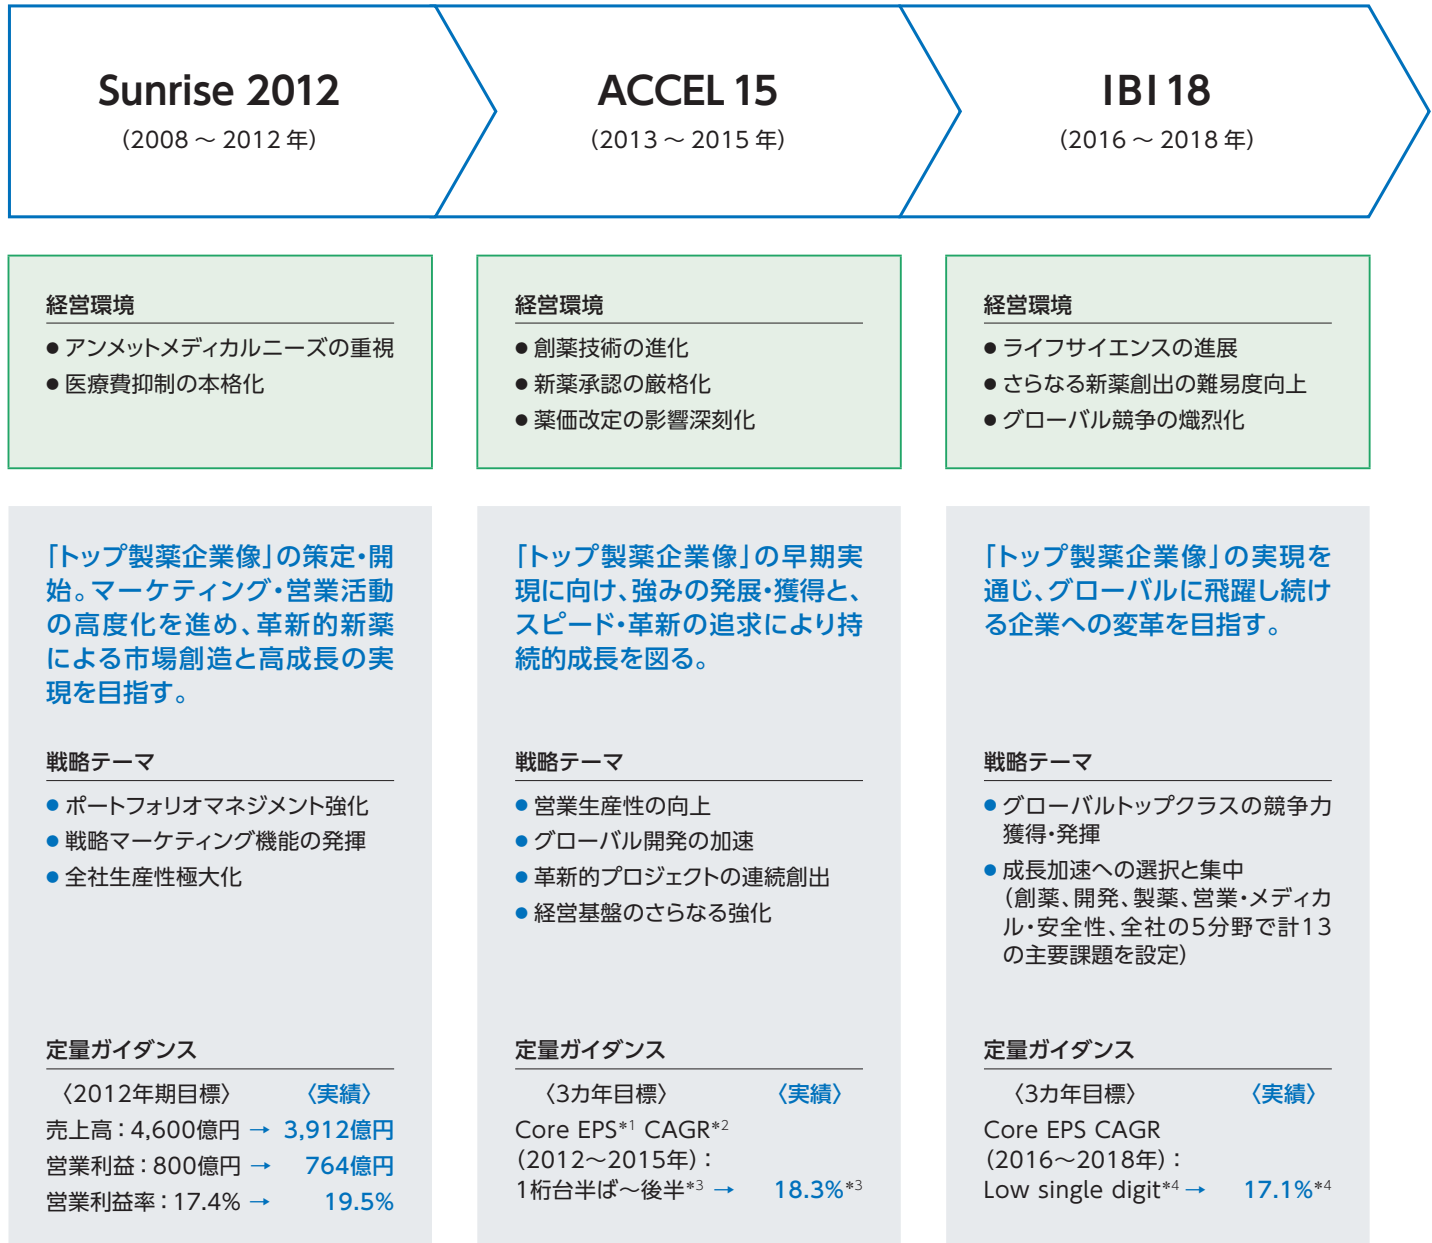 Sunrise 2012
（2008 ～ 2012 年）
ACCEL 15
（2013 ～ 2015 年）
IBI 18
（2016 ～ 2018 年）
経営環境
● アンメットメディカルニーズの重視
● 医療費抑制の本格化
経営環境
● 創薬技術の進化
● 新薬承認の厳格化
● 薬価改定の影響深刻化
経営環境
● ライフサイエンスの進展
● さらなる新薬創出の難易度向上
● グローバル競争の熾烈化
「トップ製薬企業像」の策定・開
始。マーケティング・営業活動
の高度化を進め、革新的新薬
による市場創造と高成長の実
現を目指す。
戦略テーマ
● ポートフォリオマネジメント強化
● 戦略マーケティング機能の発揮
● 全社生産性極大化
定量ガイダンス
〈2012年期目標〉 〈実績〉
売上高：4,600億円 → 3,912億円
営業利益：800億円 → 764億円
営業利益率：17.4% → 19.5%
「トップ製薬企業像」の早期実
現に向け、強みの発展・獲得と、
スピード・革新の追求により持
続的成長を図る。
戦略テーマ
● 営業生産性の向上
● グローバル開発の加速
● 革新的プロジェクトの連続創出
● 経営基盤のさらなる強化
定量ガイダンス
〈3カ年目標〉 〈実績〉
Core EPS*1 CAGR*2
（2012～2015年）：
1桁台半ば～後半*3 → 18.3%*3
「トップ製薬企業像」の実現を
通じ、グローバルに飛躍し続け
る企業への変革を目指す。
戦略テーマ
● グローバルトップクラスの競争力
獲得・発揮
● 成長加速への選択と集中
（創薬、開発、製薬、営業・メディカ
ル・安全性、全社の5分野で計13
の主要課題を設定）
定量ガイダンス
〈3カ年目標〉 〈実績〉
Core EPS CAGR
（2016～2018年）：
Low single digit*4 → 17.1%*4